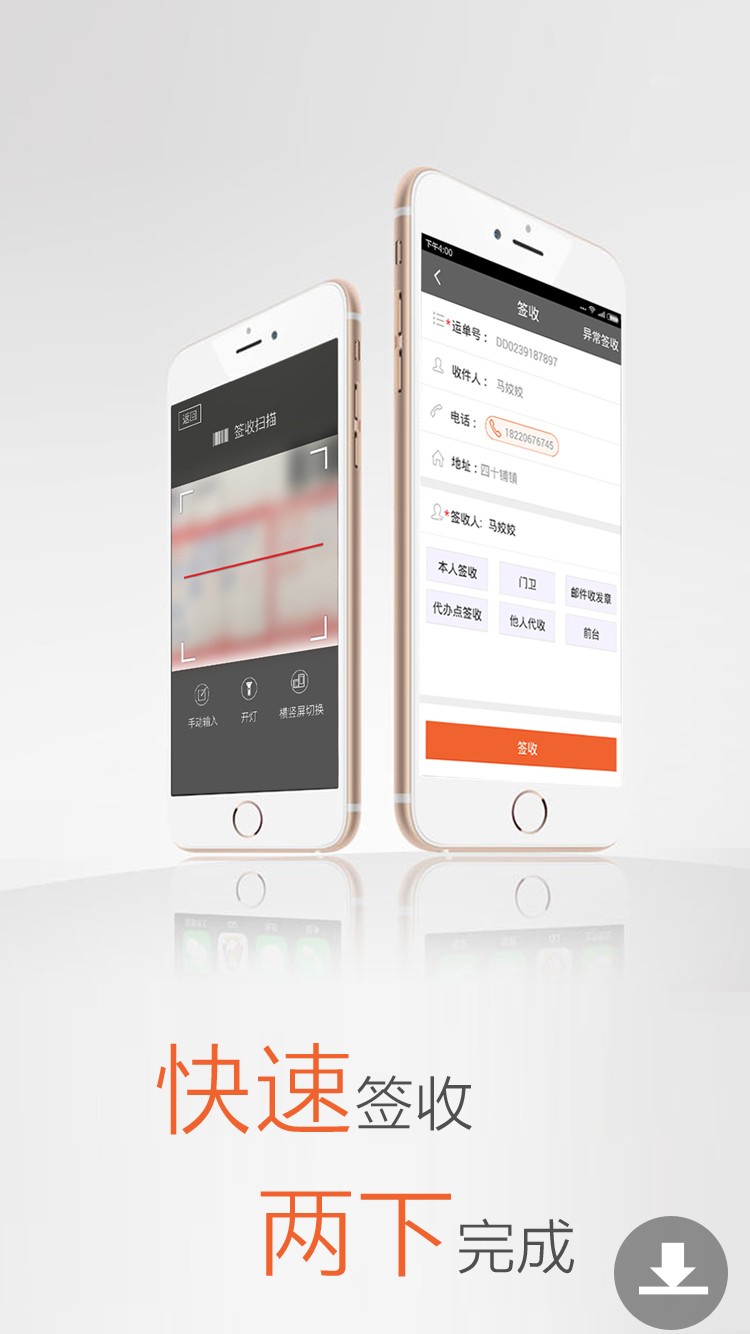 返回
签收扫描
手动输入
开灯
横竖屏切换
下午4:00
签收
异常签收
*运单号: DD0239187897
收件人: 马姣姣
电话: 18220676745
地址: 四十铺镇
*签收人: 马姣姣
本人签收
门卫
邮件收发章
代办点签收
他人代收
前台
签收
快速签收
两下完成